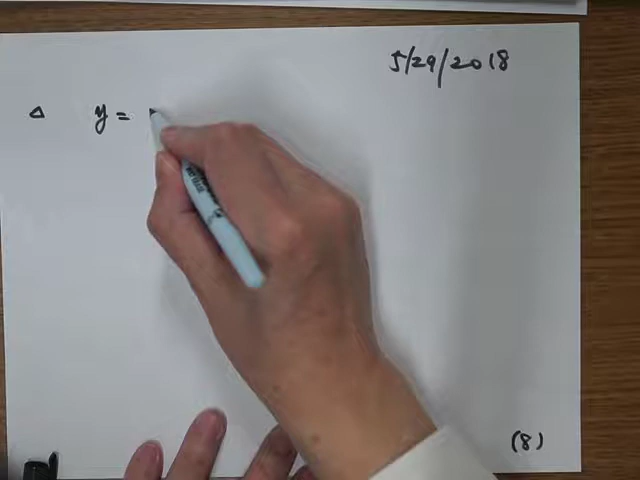 5/29/2018
△ y =
(8)